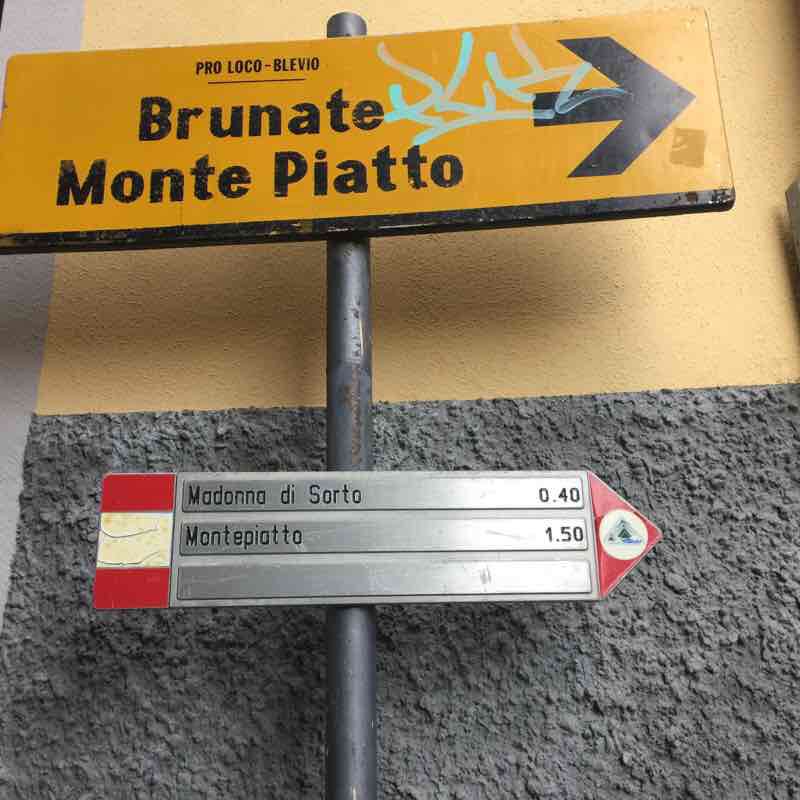 PRO LOCO-BLEVIO
Brunate
Monte Piatto
Madonna di Sorto 0.40
Montepiatto 1.50